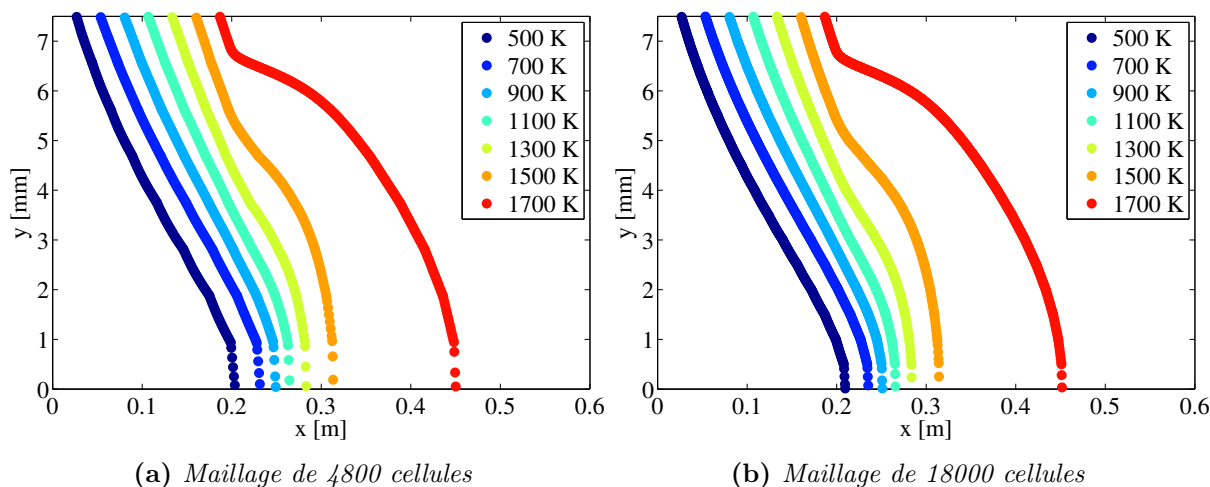 7
6
5
4
3
2
1
0
y [mm]
0
0.1
0.2
0.3
0.4
0.5
0.6
x [m]
500 K
700 K
900 K
1100 K
1300 K
1500 K
1700 K
(a) Maillage de 4800 cellules
7
6
5
4
3
2
1
0
y [mm]
0
0.1
0.2
0.3
0.4
0.5
0.6
x [m]
500 K
700 K
900 K
1100 K
1300 K
1500 K
1700 K
(b) Maillage de 18000 cellules